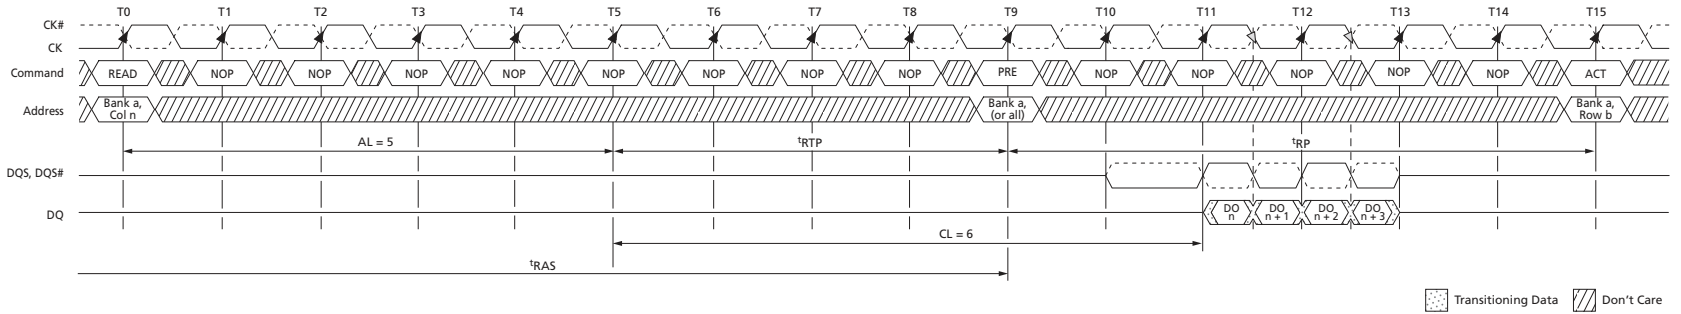 T0 T1 T2 T3 T4 T5 T6 T7 T8 T9 T10 T11 T12 T13 T14 T15
CK#
CK
Command READ NOP NOP NOP NOP NOP NOP NOP NOP PRE NOP NOP NOP NOP NOP ACT
Address Bank a, Col n Bank a, (or all) Bank a, Row b
AL = 5 tRTP tRP
DQS, DQS#
DQ DO n DO n + 1 DO n + 2 DO n + 3
CL = 6
tRAS
Transitioning Data Don't Care